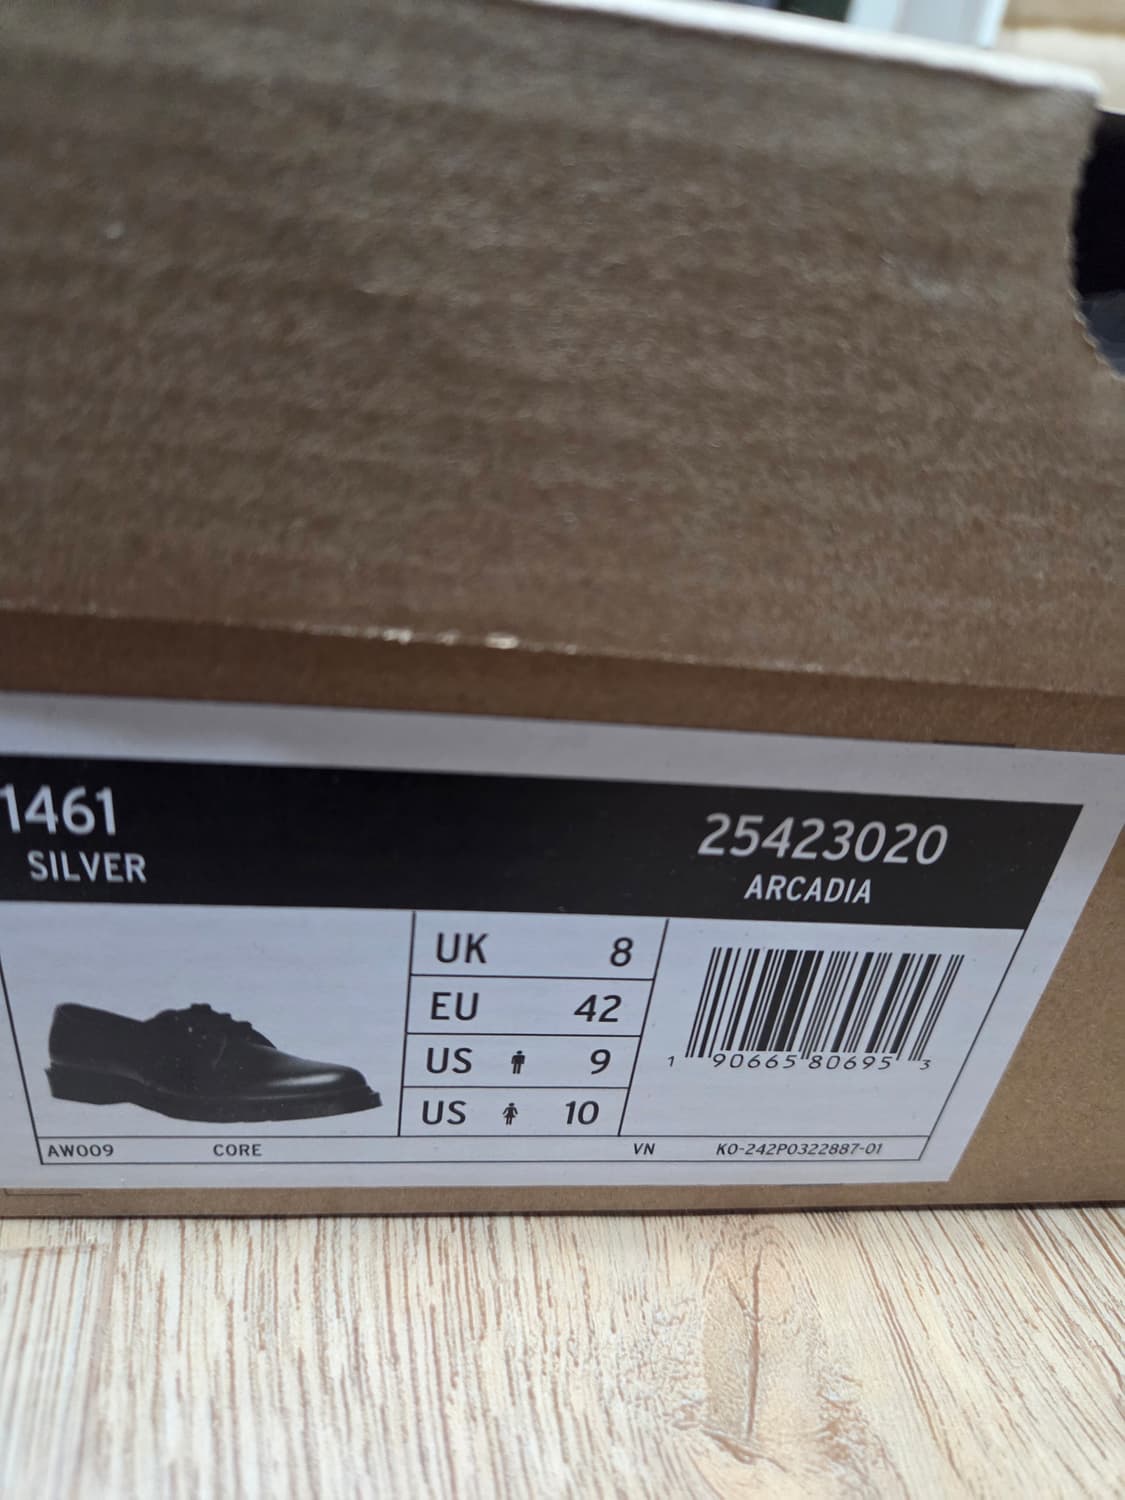 1461
SILVER
25423020
ARCADIA
UK 8
EU 42
US 9
US 10
1 90665 80695 3
AW009 CORE VN K0-242P0322887-01